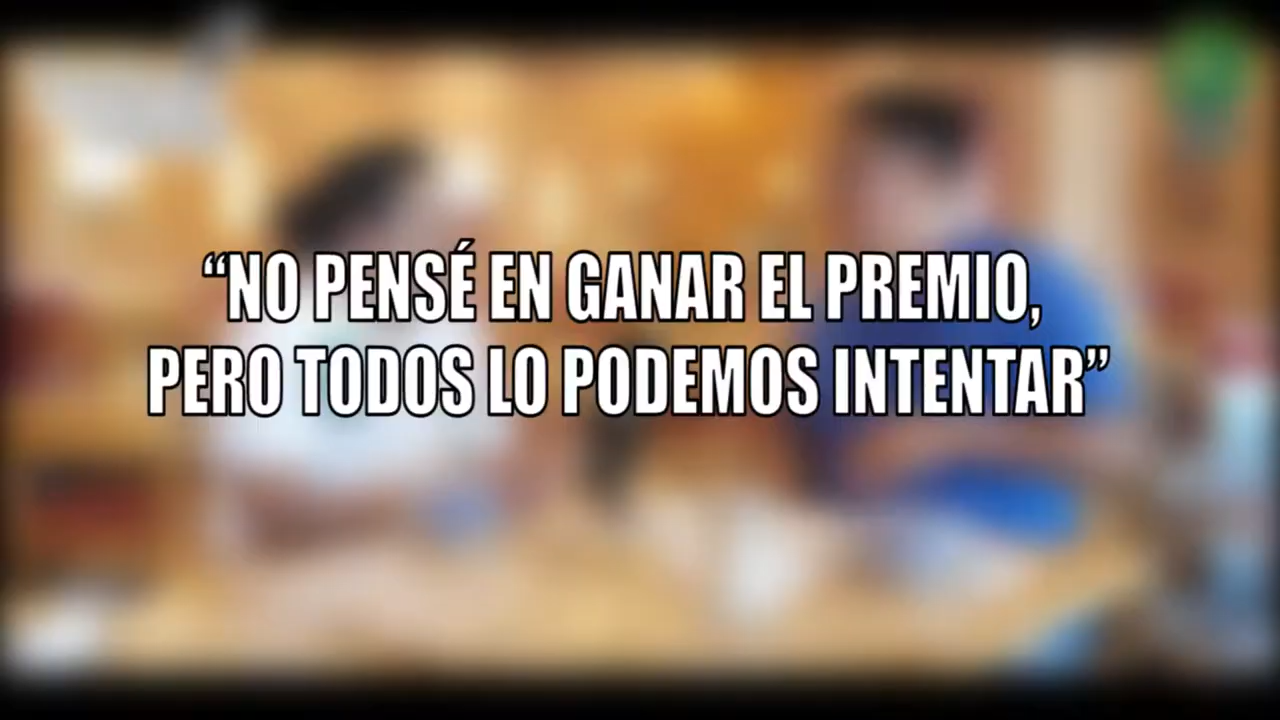 “NO PENSÉ EN GANAR EL PREMIO,
PERO TODOS LO PODEMOS INTENTAR”